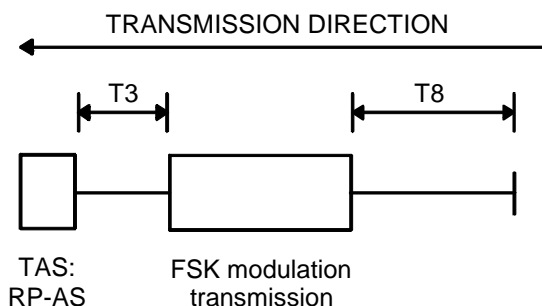 TRANSMISSION DIRECTION
T3
T8
TAS:
RP-AS
FSK modulation
transmission